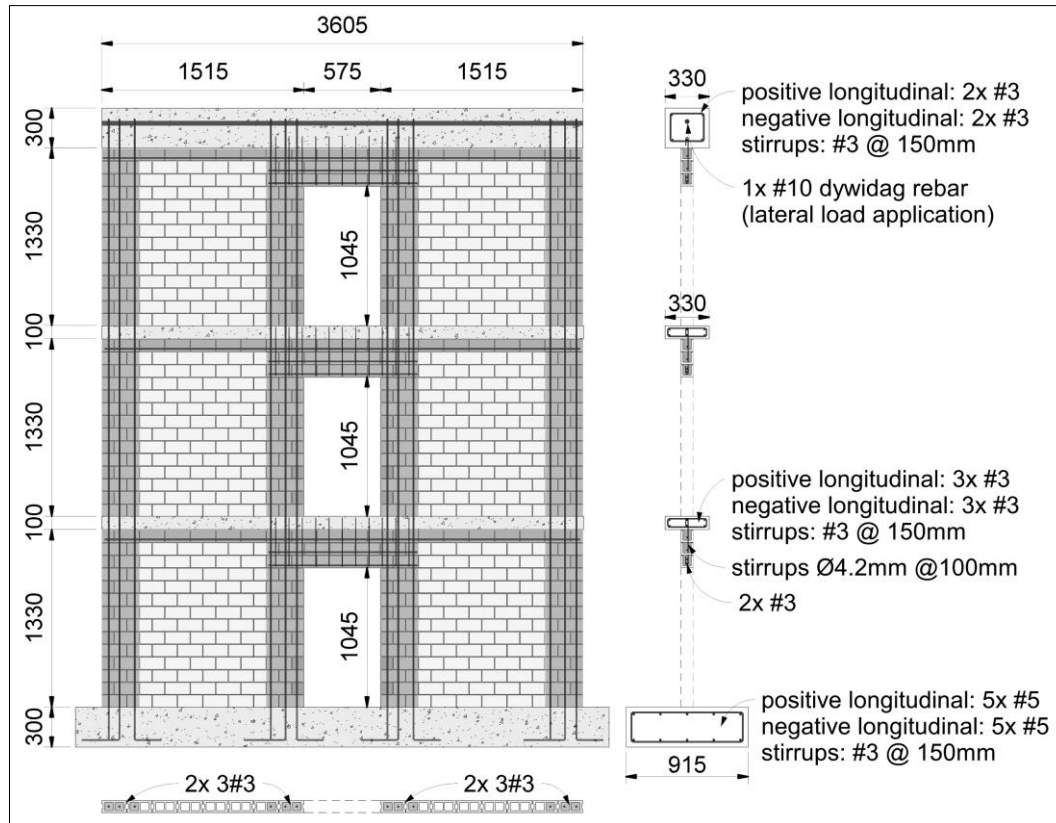 3605
1515
575
1515
300
1330
100
1330
100
1330
300
1045
1045
1045
330
positive longitudinal: 2x #3
negative longitudinal: 2x #3
stirrups: #3 @ 150mm
1x #10 dywidag rebar
(lateral load application)
330
positive longitudinal: 3x #3
negative longitudinal: 3x #3
stirrups: #3 @ 150mm
stirrups Ø4.2mm @100mm
2x #3
positive longitudinal: 5x #5
negative longitudinal: 5x #5
stirrups: #3 @ 150mm
915
2x 3#3
2x 3#3